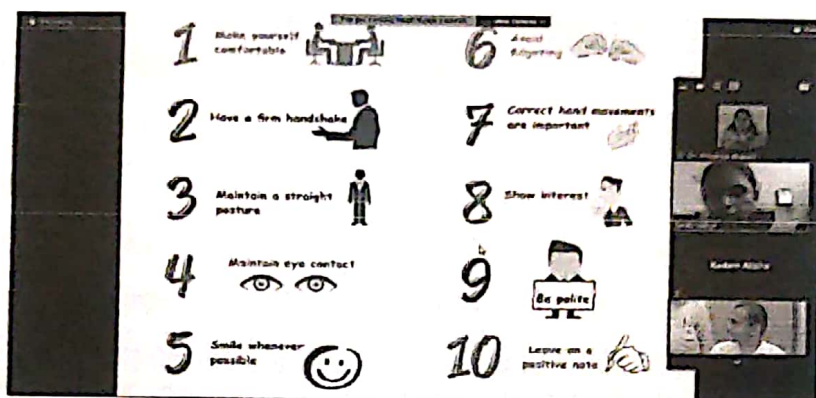 1 Make yourself
comfortable
2 Have a firm handshake
3 Maintain a straight
posture
4 Maintain eye contact
5 Smile whenever
possible
6 Avoid
fidgeting
7 Correct hand movements
are important
8 Show interest
9 Be polite
10 Leave on a
positive note